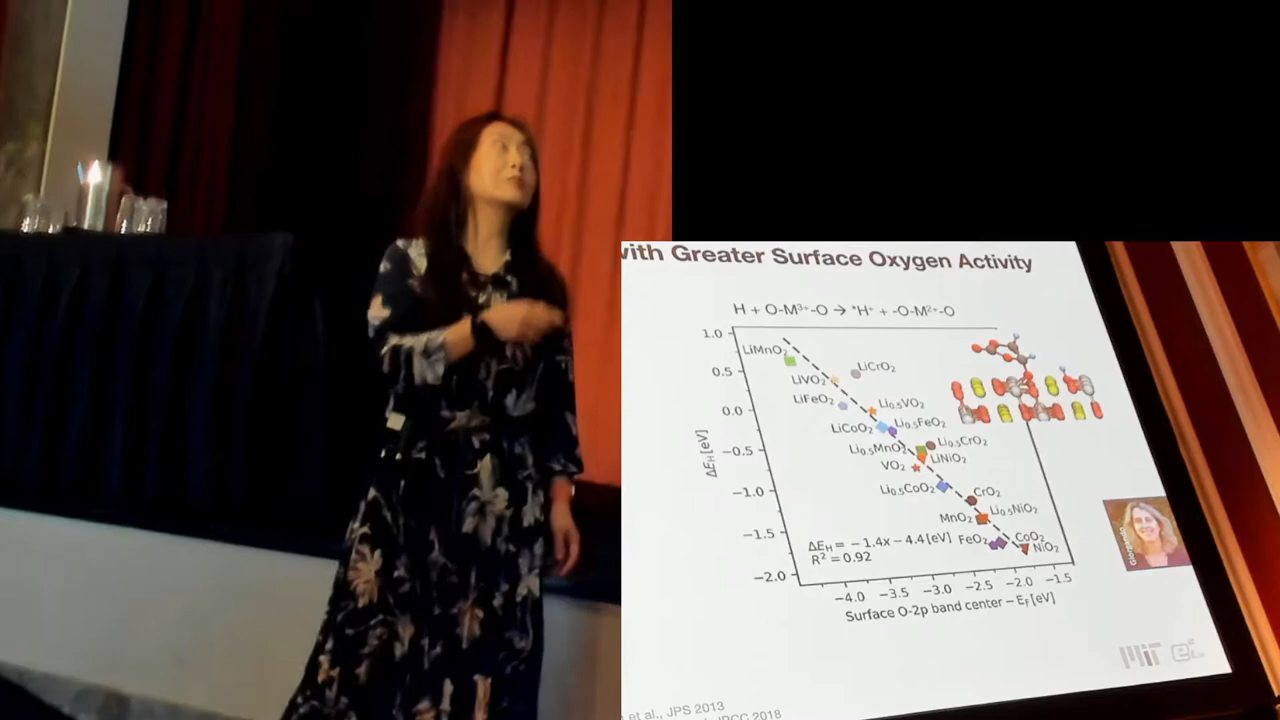 with Greater Surface Oxygen Activity
H + O-M³⁺-O → *H⁺ + -O-M²⁺-O
1.0
0.5
0.0
−0.5
−1.0
−1.5
−2.0
ΔE_H [eV]
LiMnO₂
LiCrO₂
LiVO₂
LiFeO₂
Li₀.₅VO₂
LiCoO₂
Li₀.₅FeO₂
Li₀.₅MnO₂
Li₀.₅CrO₂
LiNiO₂
VO₂
Li₀.₅CoO₂
CrO₂
MnO₂
Li₀.₅NiO₂
FeO₂
CoO₂
NiO₂
ΔE_H = −1.4x−4.4[eV]
R² = 0.92
−4.0 −3.5 −3.0 −2.5 −2.0 −1.5
Surface O-2p band center − E_F [eV]
Giordano
MIT
et al., JPS 2013
JPCC 2018